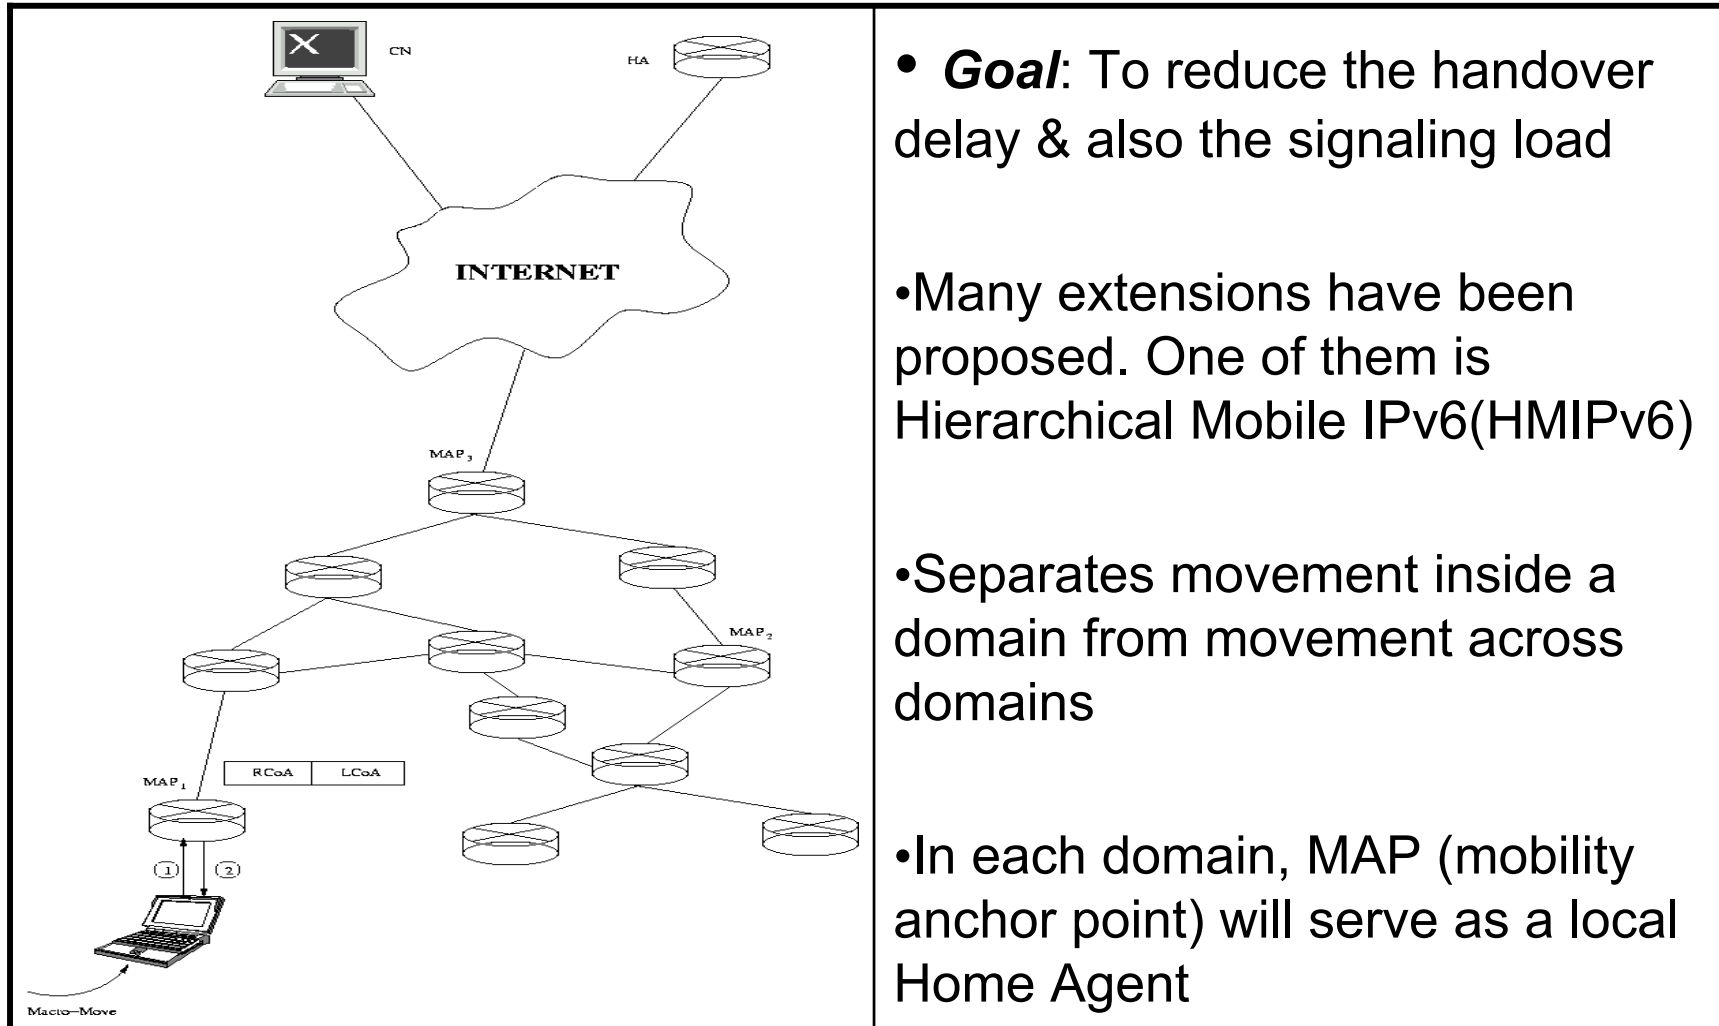 CN
HA
INTERNET
MAP3
MAP2
MAP1
RCoA LCoA
1 2
Macro-Move
• Goal: To reduce the handover
delay & also the signaling load
•Many extensions have been
proposed. One of them is
Hierarchical Mobile IPv6(HMIPv6)
•Separates movement inside a
domain from movement across
domains
•In each domain, MAP (mobility
anchor point) will serve as a local
Home Agent